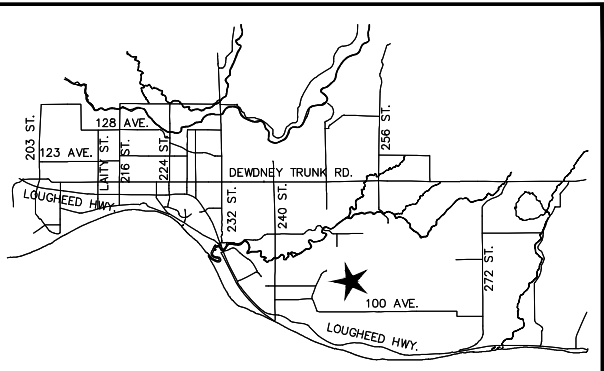 203 ST.
128 AVE.
123 AVE.
LAITY ST.
216 ST.
224 ST.
256 ST.
DEWDNEY TRUNK RD.
LOUGHEED HWY.
232 ST.
240 ST.
272 ST.
100 AVE.
LOUGHEED HWY.